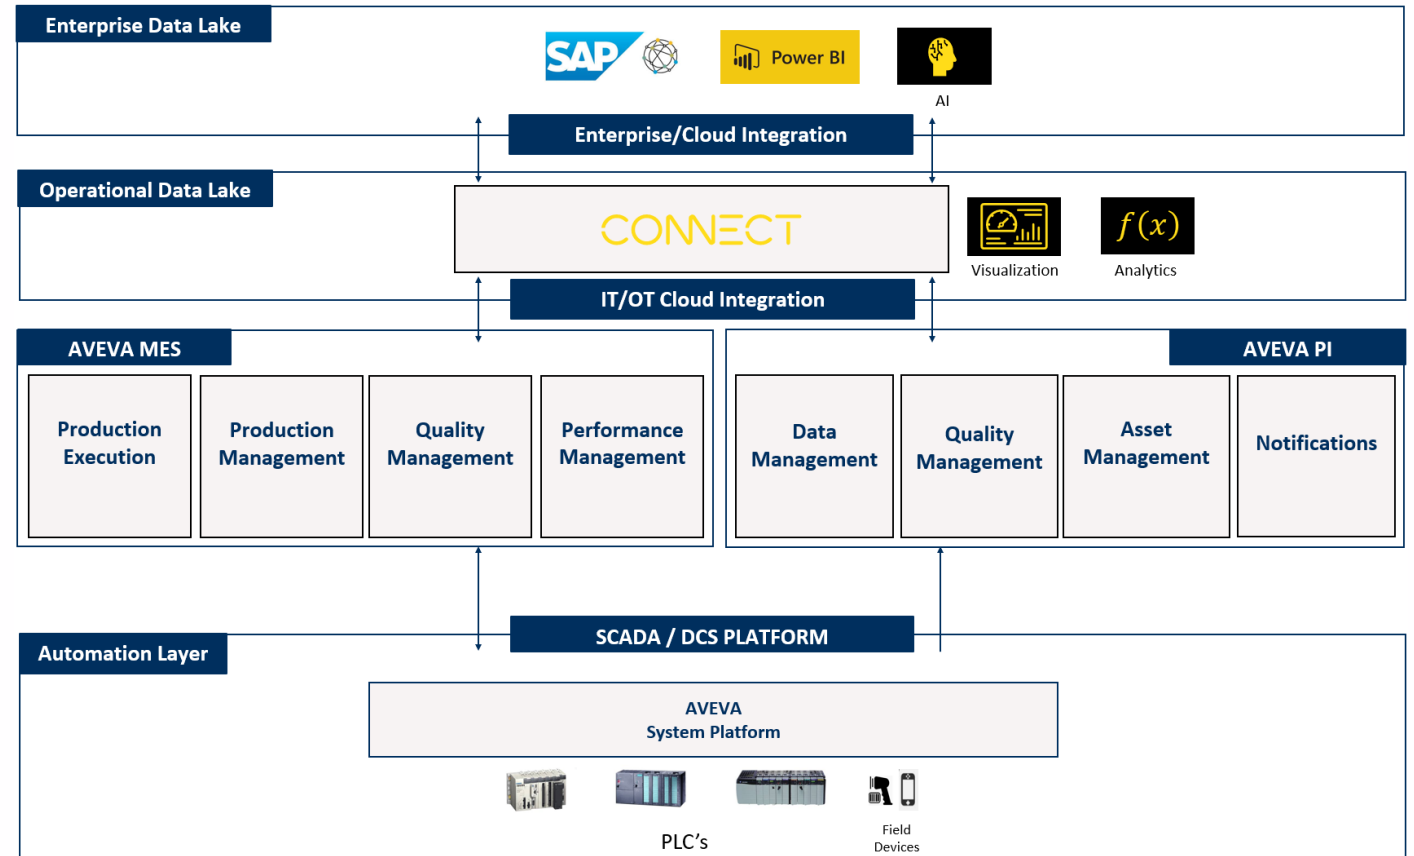 Enterprise Data Lake
SAP
Power BI
AI
Enterprise/Cloud Integration
Operational Data Lake
CONNECT
f(x)
Visualization
Analytics
IT/OT Cloud Integration
AVEVA MES
Production
Execution
Production
Management
Quality
Management
Performance
Management
AVEVA PI
Data
Management
Quality
Management
Asset
Management
Notifications
SCADA / DCS PLATFORM
Automation Layer
AVEVA
System Platform
PLC’s
Field
Devices